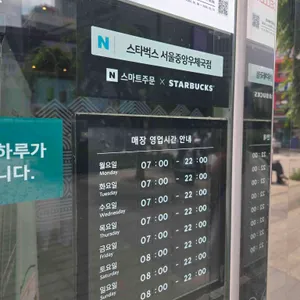 N 스타벅스 서울중앙우체국점
N 스마트주문 × STARBUCKS
하루가
니다.
매장 영업시간 안내
월요일 07 : 00 - 22 : 00
Monday
화요일 07 : 00 - 22 : 00
Tuesday
수요일 07 : 00 - 22 : 00
Wednesday
목요일 07 : 00 - 22 : 00
Thursday
금요일 07 : 00 - 22 : 00
Friday
토요일 08 : 00 - 22 : 00
Saturday
일요일 08 : 00 - 22 : 00
Sunday